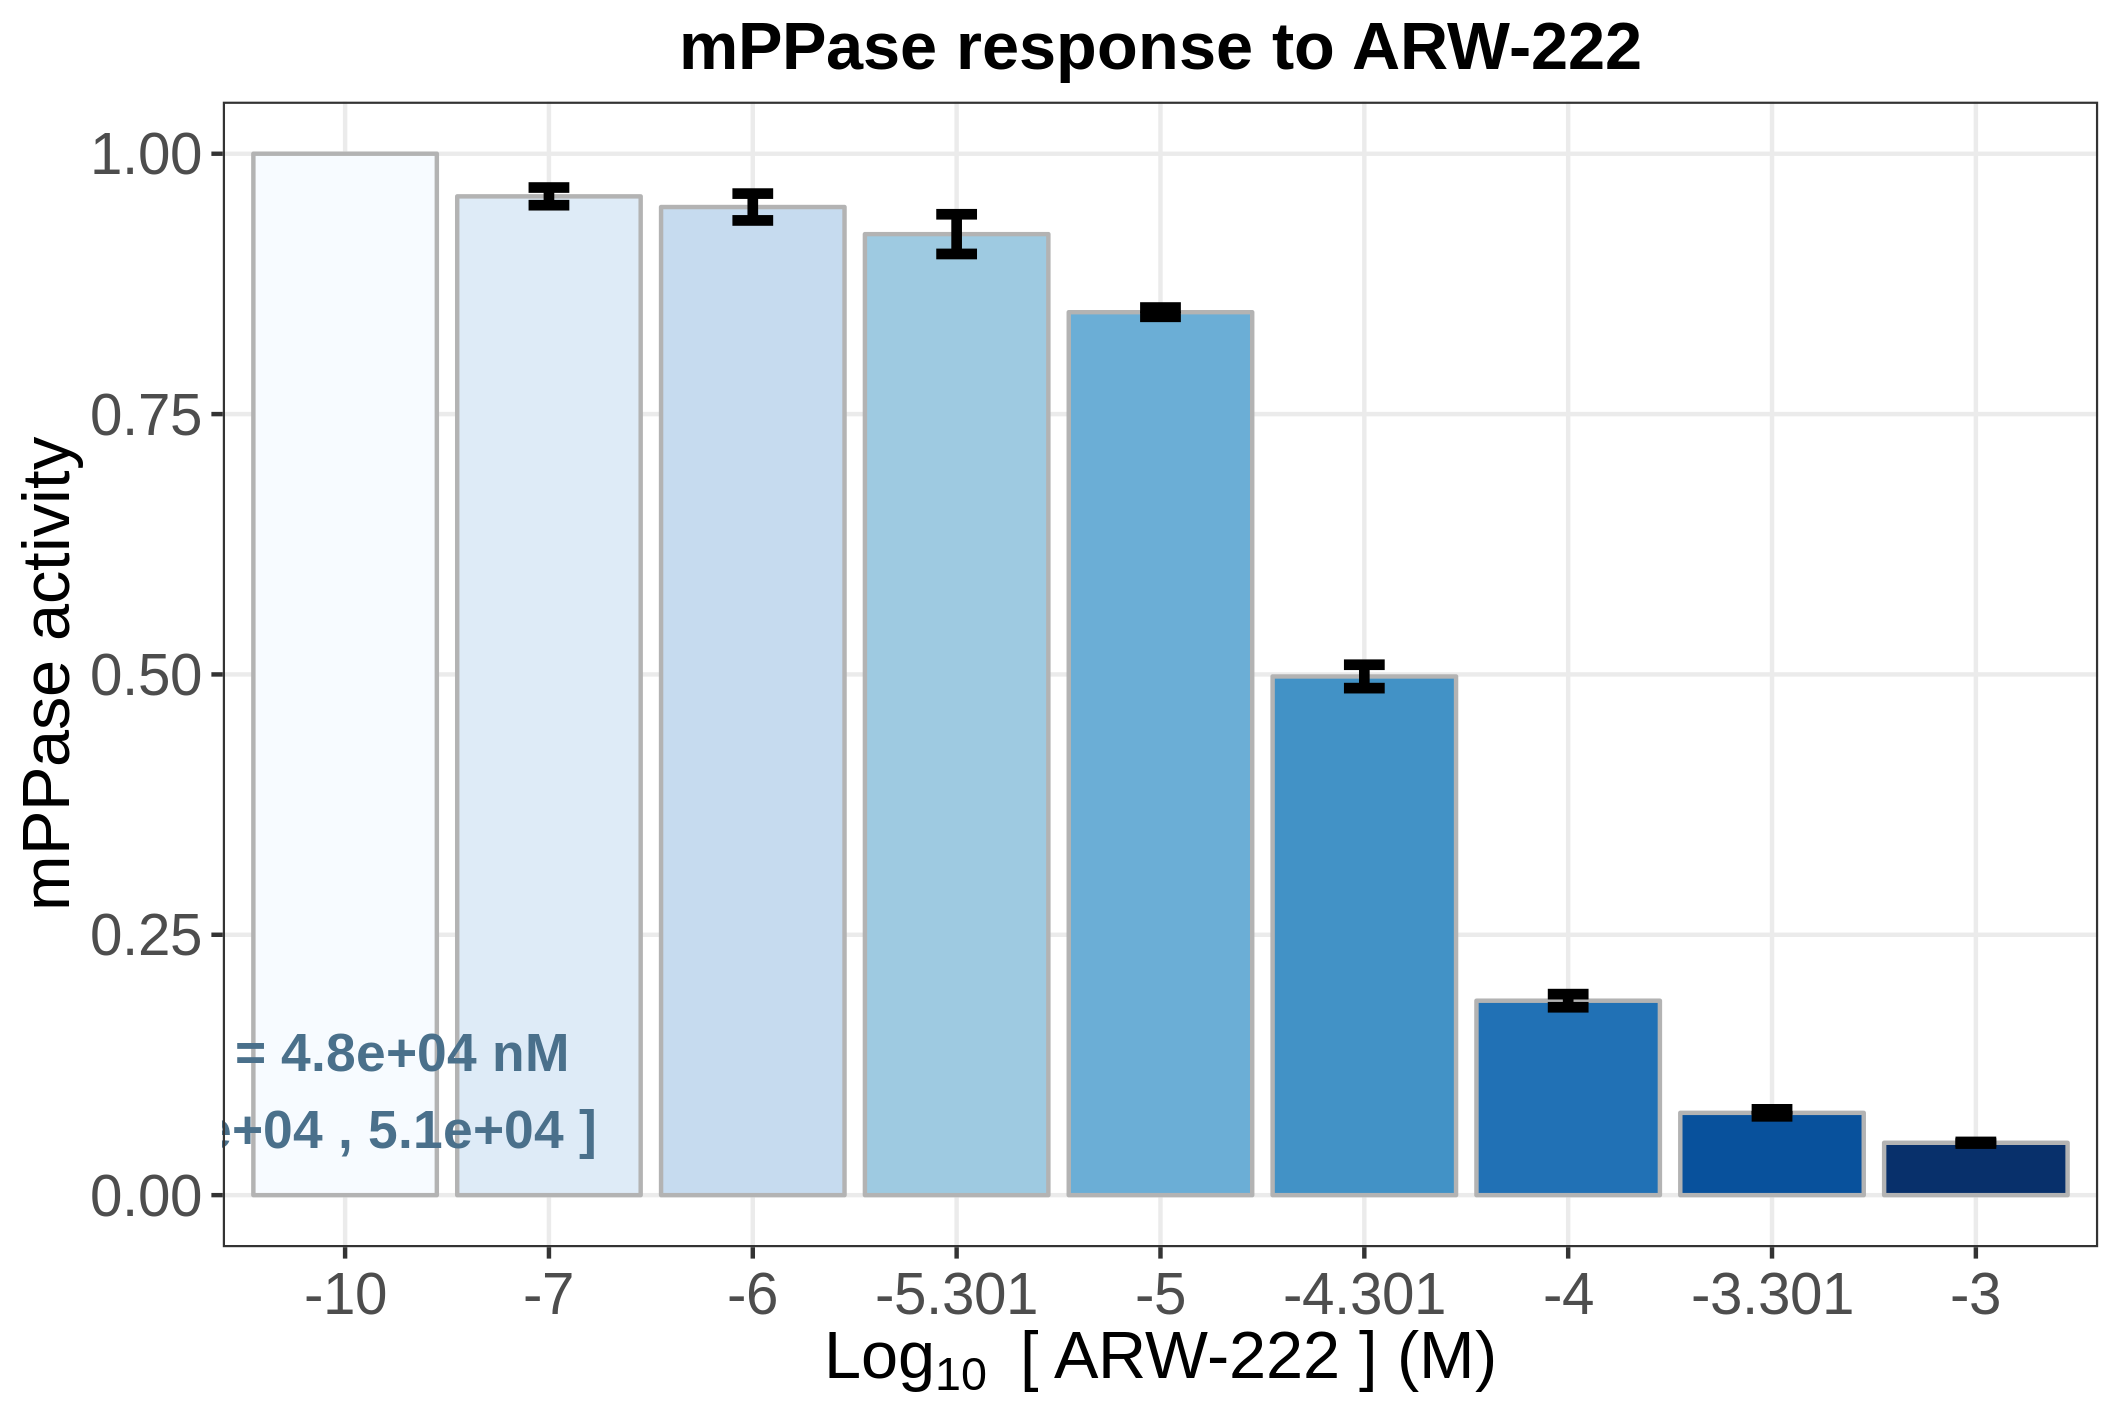 mPPase response to ARW-222
mPPase activity
1.00
0.75
0.50
0.25
0.00
= 4.8e+04 nM
e+04 , 5.1e+04 ]
-10 -7 -6 -5.301 -5 -4.301 -4 -3.301 -3
Log10 [ ARW-222 ] (M)